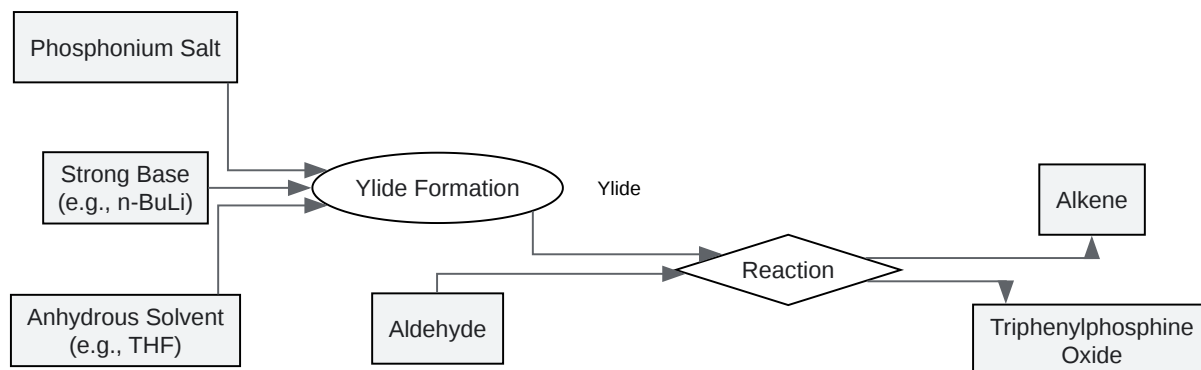 Phosphonium Salt
Strong Base
(e.g., n-BuLi)
Ylide Formation
Ylide
Alkene
Reaction
Anhydrous Solvent
(e.g., THF)
Aldehyde
Triphenylphosphine
Oxide